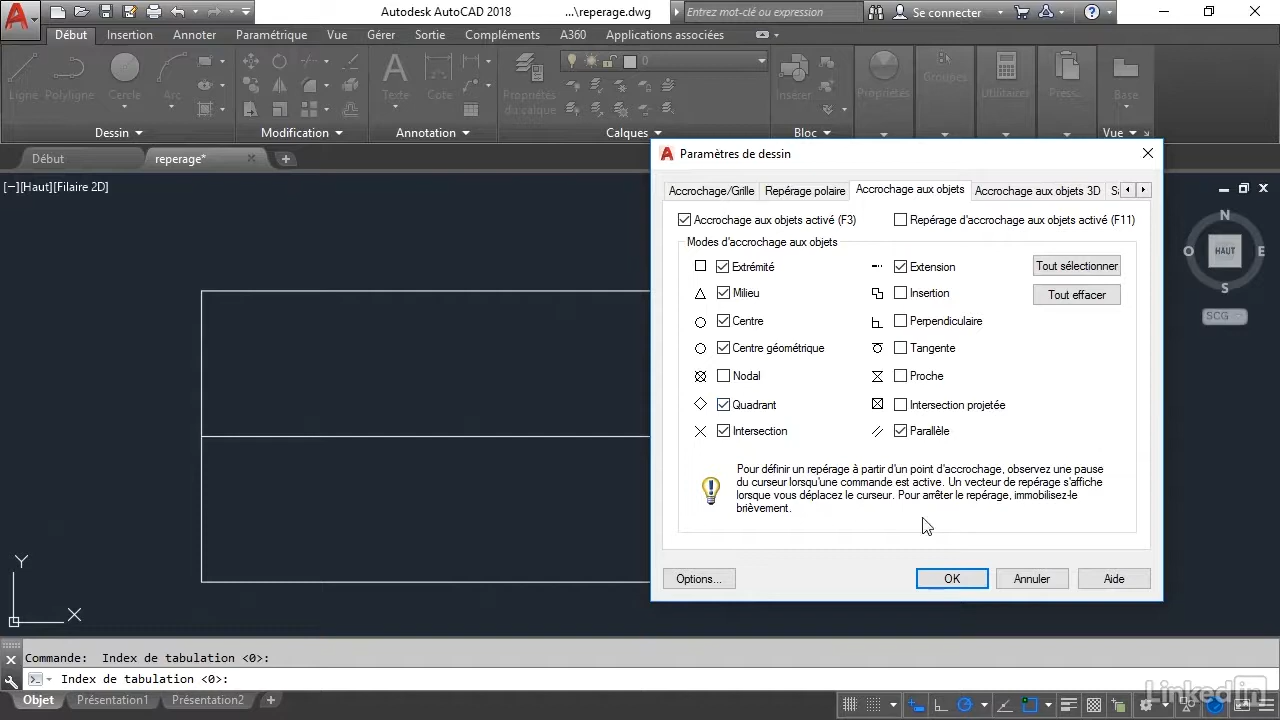 Autodesk AutoCAD 2018 ...\reperage.dwg
Entrez mot-clé ou expression
Se connecter
Début Insertion Annoter Paramétrique Vue Gérer Sortie Compléments A360 Applications associées
Ligne Polyligne Cercle Arc
Texte Cote
Propriétés
du calque
0
Insérer
Propriétés
Groupes
Utilitaires
Press...
Base
Dessin Modification Annotation Calques Bloc Vue
Début reperage*
[−][Haut][Filaire 2D]
Paramètres de dessin
Accrochage/Grille Repérage polaire Accrochage aux objets Accrochage aux objets 3D
Accrochage aux objets activé (F3) Repérage d'accrochage aux objets activé (F11)
Modes d'accrochage aux objets
Extrémité Extension Tout sélectionner
Milieu Insertion Tout effacer
Centre Perpendiculaire
Centre géométrique Tangente
Nodal Proche
Quadrant Intersection projetée
Intersection Parallèle
Pour définir un repérage à partir d'un point d'accrochage, observez une pause
du curseur lorsqu'une commande est active. Un vecteur de repérage s'affiche
lorsque vous déplacez le curseur. Pour arrêter le repérage, immobilisez-le
brièvement.
Options... OK Annuler Aide
N
O HAUT E
S
SCG
Y
X
Commande: Index de tabulation <0>:
Index de tabulation <0>:
Objet Présentation1 Présentation2
Linked in